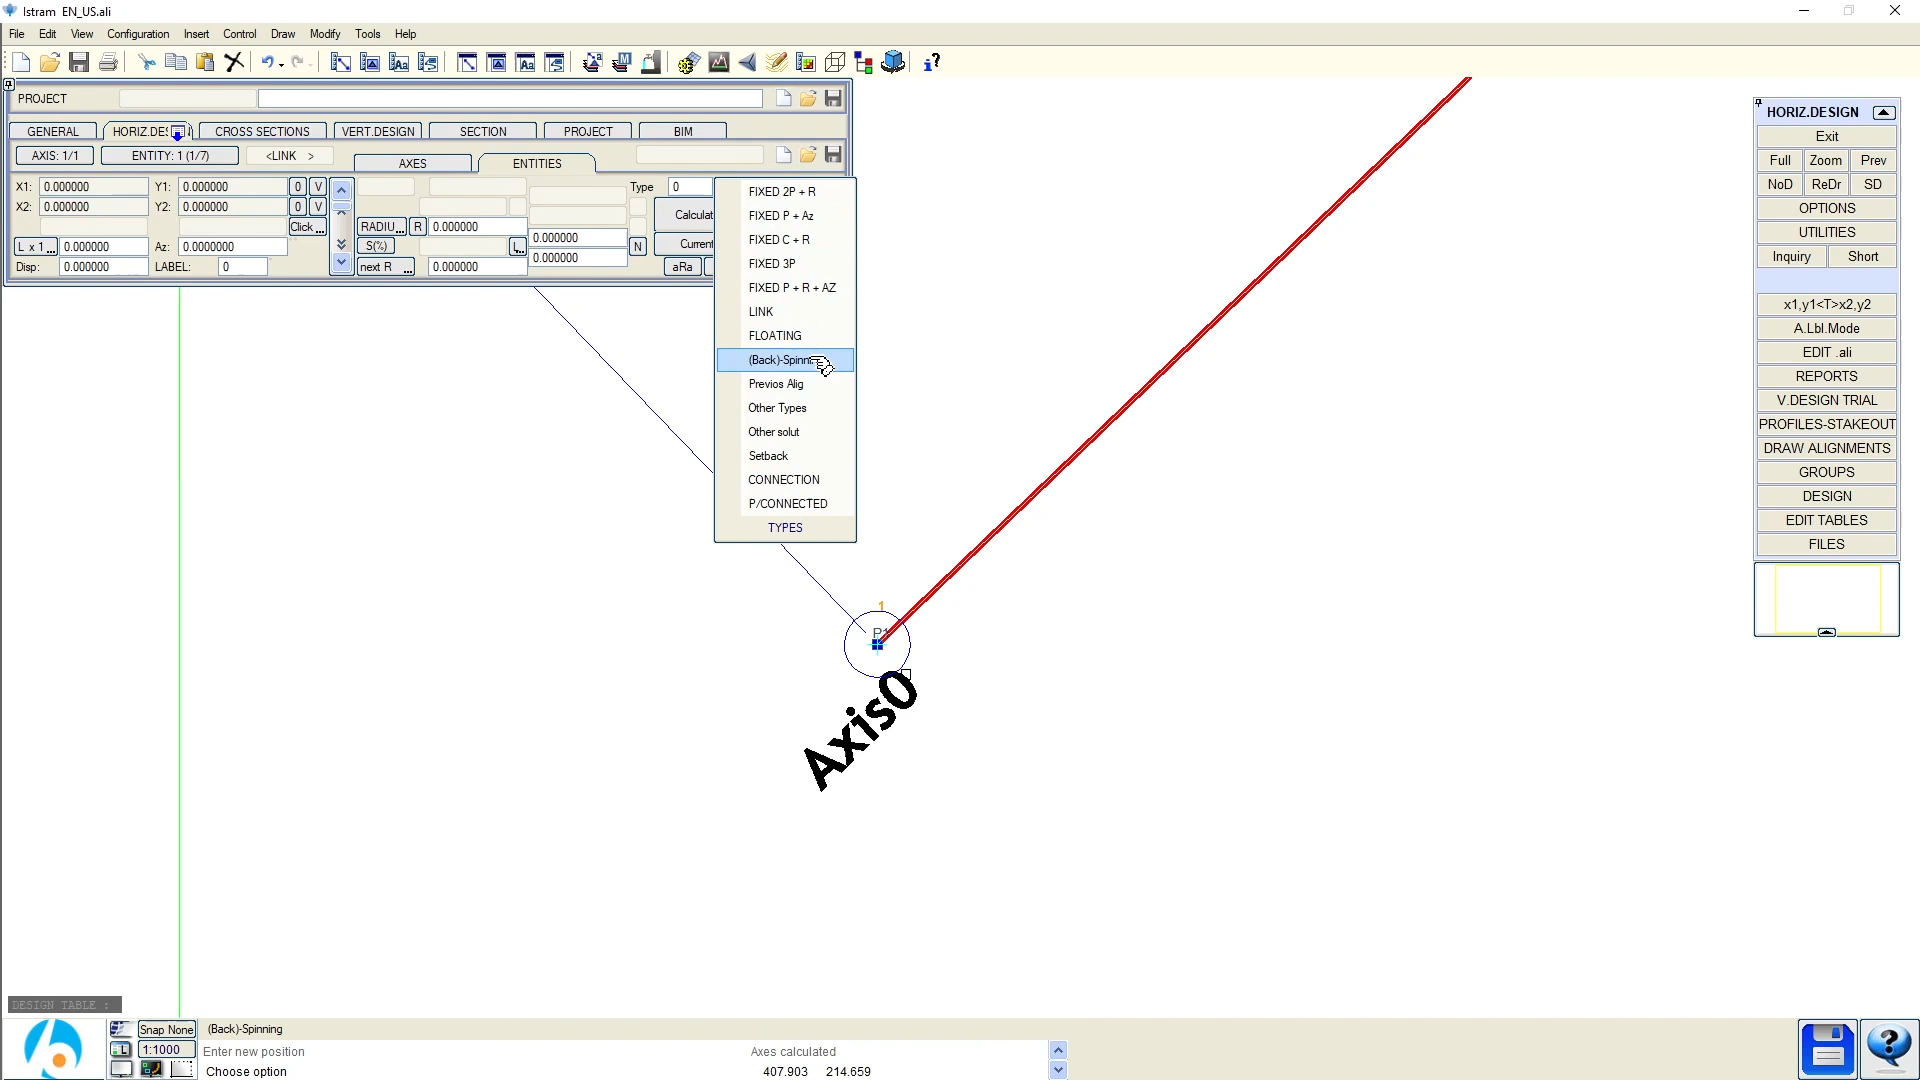 Istram EN_US.ali
File Edit View Configuration Insert Control Draw Modify Tools Help
PROJECT
GENERAL HORIZ.DES CROSS SECTIONS VERT.DESIGN SECTION PROJECT BIM
AXIS: 1/1 ENTITY: 1 (1/7) <LINK > AXES ENTITIES
X1: 0.000000 Y1: 0.000000 0 V Type 0
X2: 0.000000 Y2: 0.000000 0 V
Click ... RADIU... R 0.000000 Calculat
L x 1 ... 0.000000 Az: 0.0000000 S(%) L... 0.000000 N Current
Disp: 0.000000 LABEL: 0 next R ... 0.000000 0.000000 aRa
FIXED 2P + R
FIXED P + Az
FIXED C + R
FIXED 3P
FIXED P + R + AZ
LINK
FLOATING
(Back)-Spinn
Previos Alig
Other Types
Other solut
Setback
CONNECTION
P/CONNECTED
TYPES
1
Axis0
HORIZ.DESIGN
Exit
Full Zoom Prev
NoD ReDr SD
OPTIONS
UTILITIES
Inquiry Short
x1,y1<T>x2,y2
A.Lbl.Mode
EDIT .ali
REPORTS
V.DESIGN TRIAL
PROFILES-STAKEOUT
DRAW ALIGNMENTS
GROUPS
DESIGN
EDIT TABLES
FILES
DESIGN TABLE :
Snap None (Back)-Spinning
1:1000 Enter new position Axes calculated
Choose option 407.903 214.659